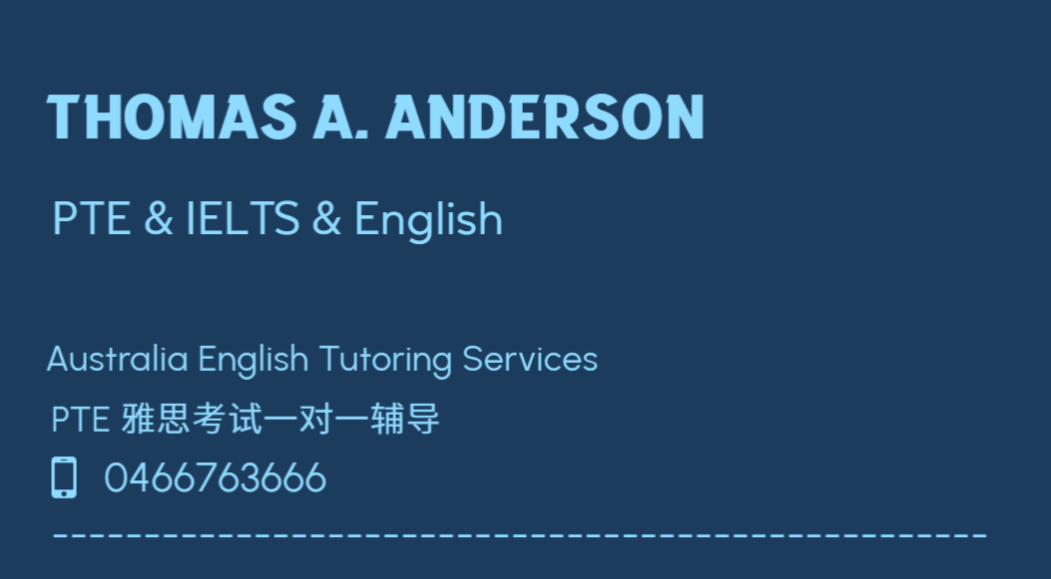 THOMAS A. ANDERSON
PTE & IELTS & English
Australia English Tutoring Services
PTE 雅思考试一对一辅导
0466763666